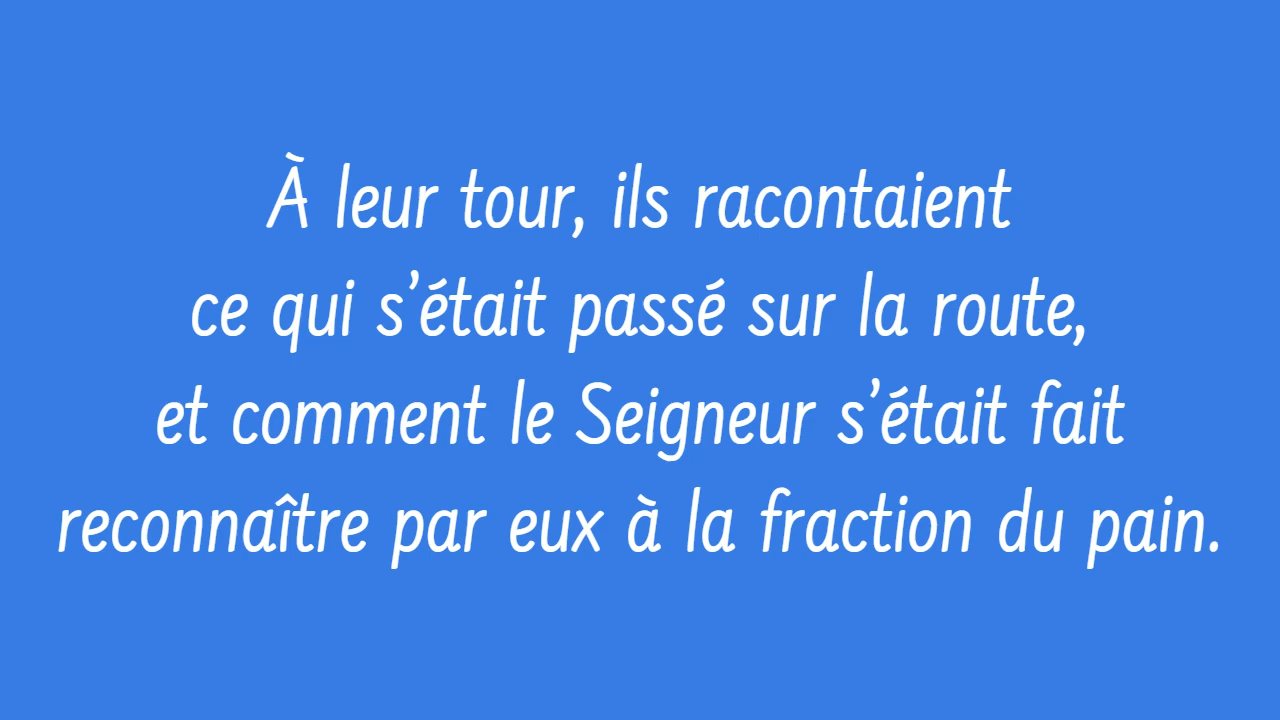 À leur tour, ils racontaient
ce qui s’était passé sur la route,
et comment le Seigneur s’était fait
reconnaître par eux à la fraction du pain.